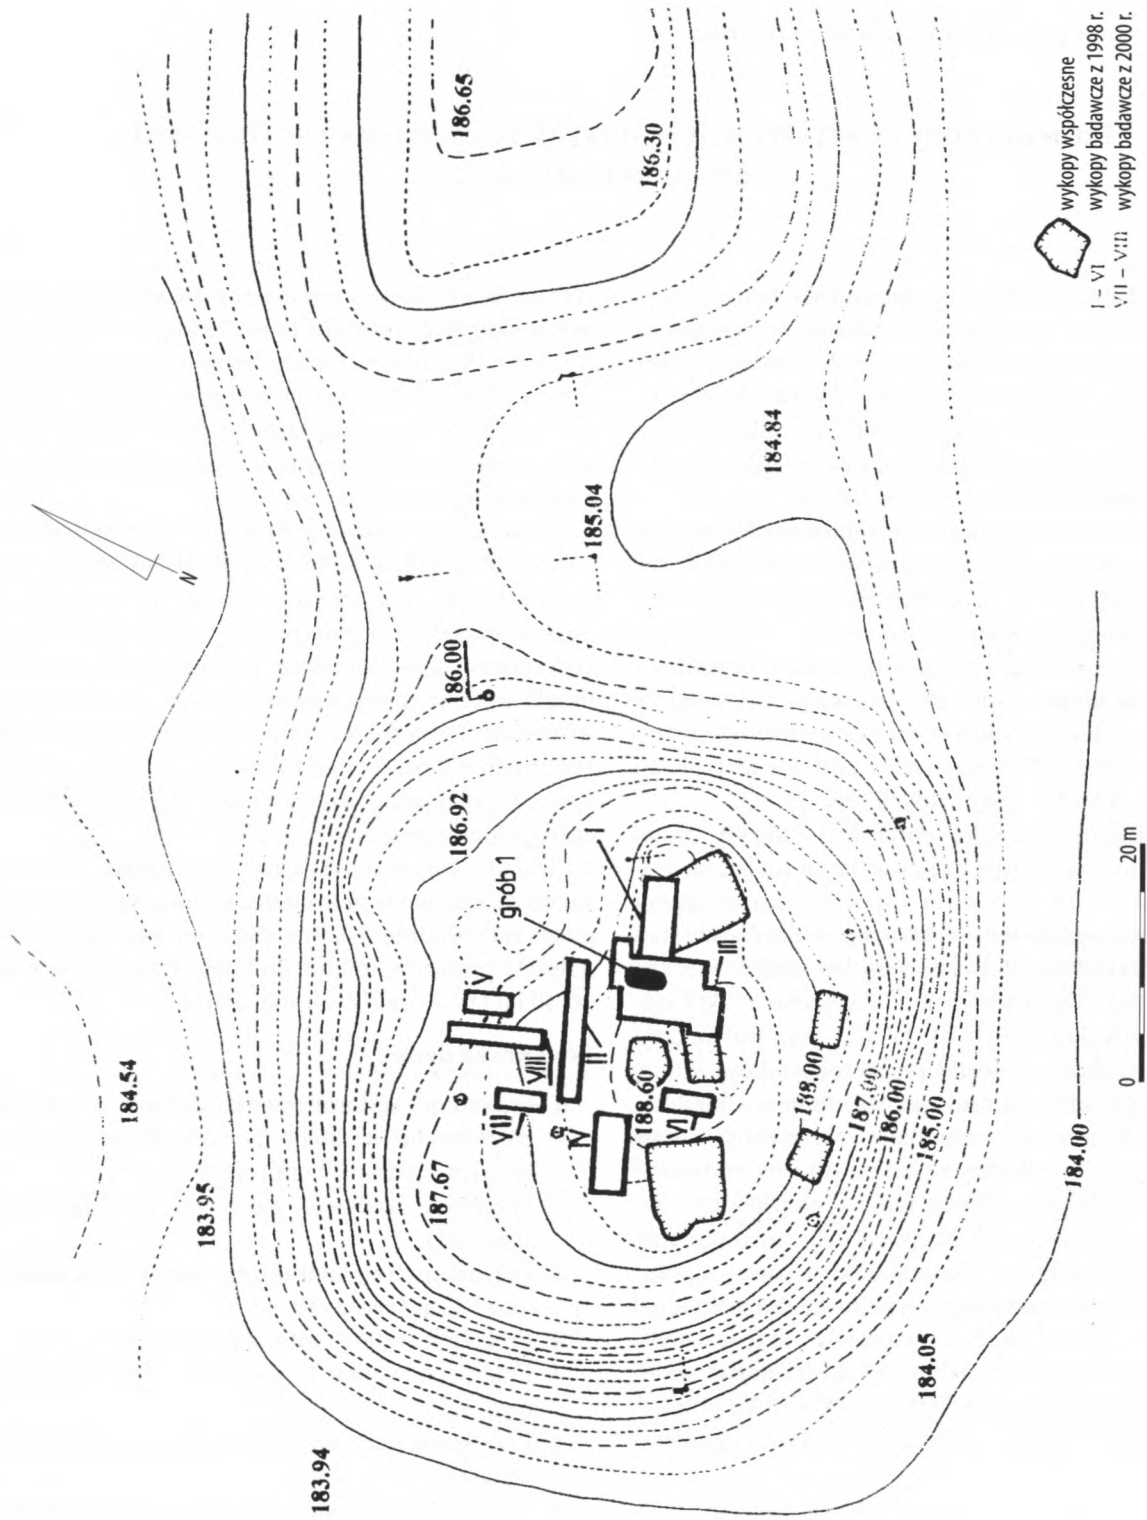 186.65
186.30
184.84
185.04
N
186.00
186.92
I
grób 1
III
V
II
VIII
184.54
VII
IV
188.60
VI
188.00
187.00
186.00
185.00
187.67
183.95
184.00
184.05
183.94
wykopy współczesne
I – VI wykopy badawcze z 1998 r.
VII – VIII wykopy badawcze z 2000 r.
0 20 m